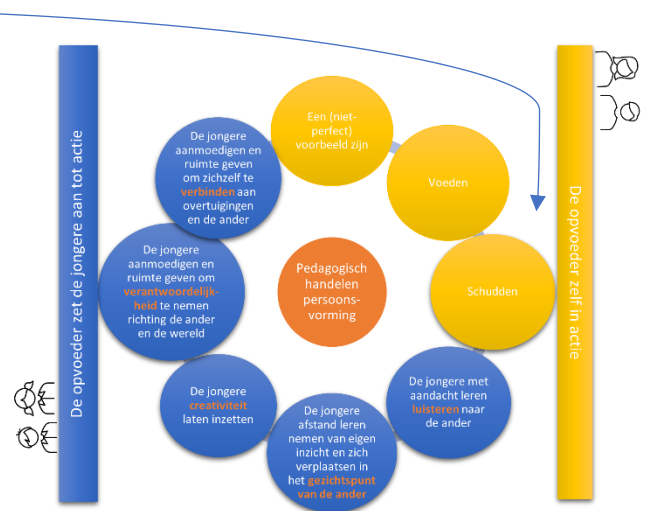 De opvoeder zet de jongere aan tot actie
Een (niet-
perfect)
voorbeeld zijn
Voeden
Schudden
De jongere met
aandacht leren
luisteren naar
de ander
De jongere
afstand leren
nemen van eigen
inzicht en zich
verplaatsen in
het gezichtspunt
van de ander
De jongere
creativiteit
laten inzetten
De jongere
aanmoedigen en
ruimte geven om
verantwoordelijk-
heid te nemen
richting de ander
en de wereld
De jongere
aanmoedigen en
ruimte geven
om zichzelf te
verbinden aan
overtuigingen
en de ander
Pedagogisch
handelen
persoons-
vorming
De opvoeder zelf in actie